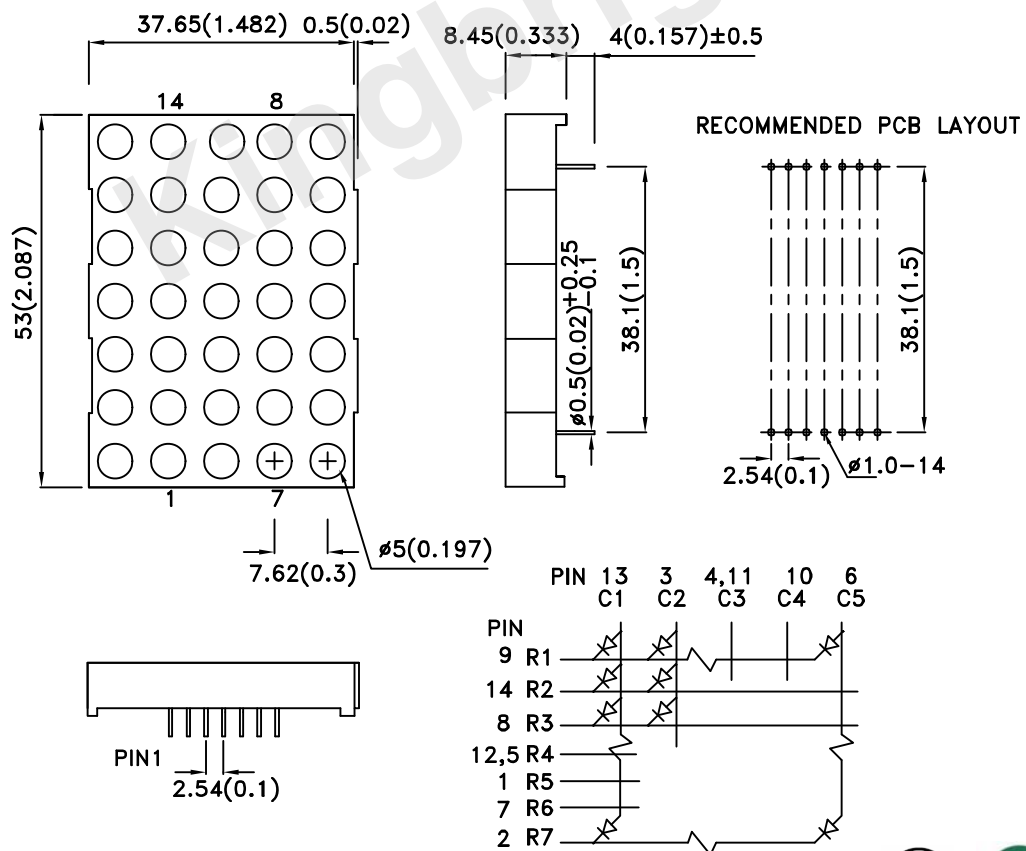 37.65(1.482) 0.5(0.02)
8.45(0.333) 4(0.157)±0.5
14 8
RECOMMENDED PCB LAYOUT
53(2.087)
ø0.5(0.02)+0.25
-0.1
38.1(1.5)
38.1(1.5)
2.54(0.1)
ø1.0-14
1 7
ø5(0.197)
7.62(0.3)
PIN1
2.54(0.1)
PIN 13 3 4,11 10 6
C1 C2 C3 C4 C5
PIN
9 R1
14 R2
8 R3
12,5 R4
1 R5
7 R6
2 R7